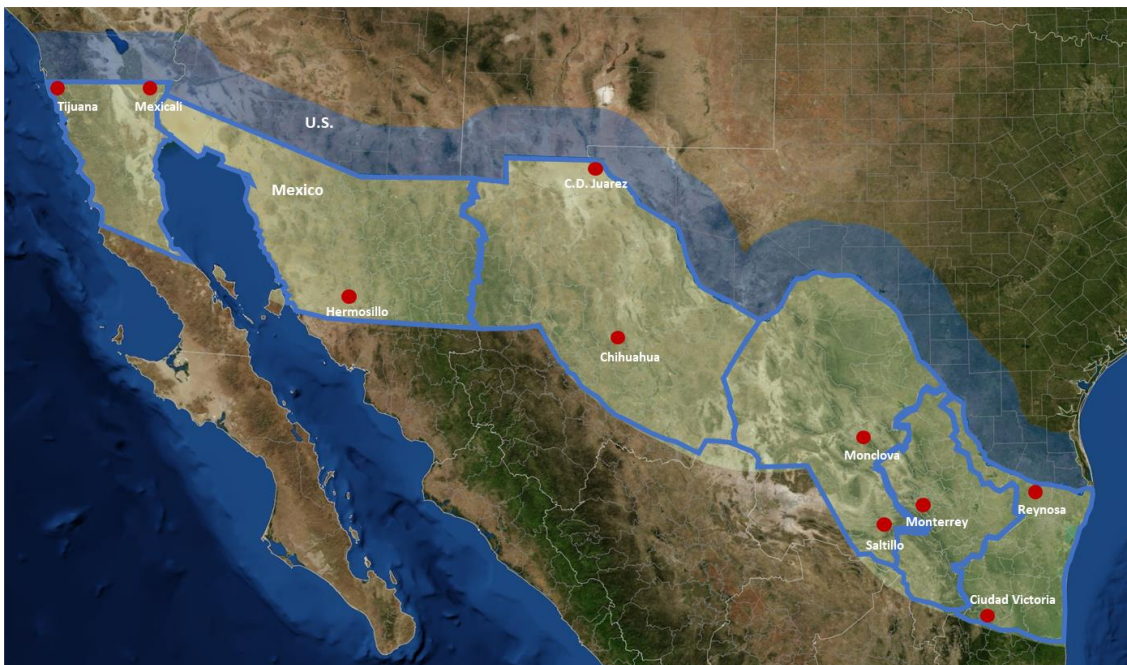 Tijuana
Mexicali
U.S.
C.D. Juarez
Mexico
Hermosillo
Chihuahua
Monclova
Reynosa
Monterrey
Saltillo
Ciudad Victoria